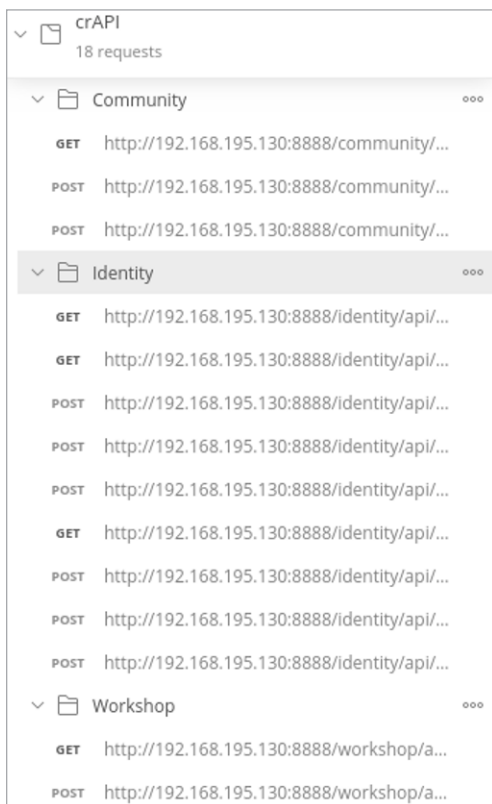 crAPI
18 requests
Community
GET http://192.168.195.130:8888/community/...
POST http://192.168.195.130:8888/community/...
POST http://192.168.195.130:8888/community/...
Identity
GET http://192.168.195.130:8888/identity/api/...
GET http://192.168.195.130:8888/identity/api/...
POST http://192.168.195.130:8888/identity/api/...
POST http://192.168.195.130:8888/identity/api/...
POST http://192.168.195.130:8888/identity/api/...
GET http://192.168.195.130:8888/identity/api/...
POST http://192.168.195.130:8888/identity/api/...
POST http://192.168.195.130:8888/identity/api/...
POST http://192.168.195.130:8888/identity/api/...
Workshop
GET http://192.168.195.130:8888/workshop/a...
POST http://192.168.195.130:8888/workshop/a...